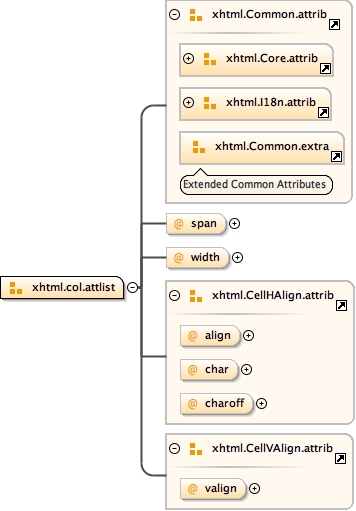 xhtml.Common.attrib
xhtml.Core.attrib
xhtml.I18n.attrib
xhtml.Common.extra
Extended Common Attributes
@ span
@ width
xhtml.col.attlist
xhtml.CellHAlign.attrib
@ align
@ char
@ charoff
xhtml.CellVAlign.attrib
@ valign